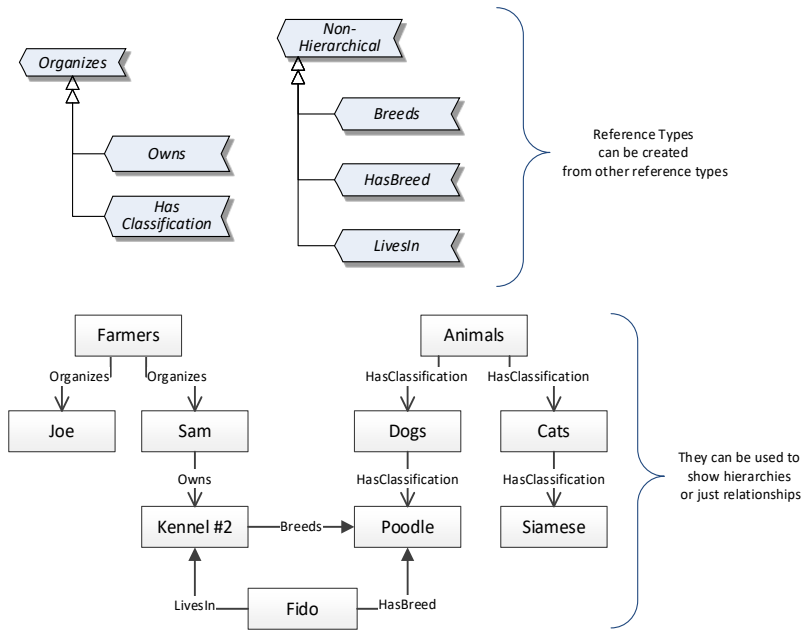 Organizes
Owns
Has
Classification
Non-
Hierarchical
Breeds
HasBreed
LivesIn
Reference Types
can be created
from other reference types
Farmers
Organizes
Organizes
Joe
Sam
Owns
Kennel #2
Breeds
LivesIn
Fido
HasBreed
Animals
HasClassification
HasClassification
Dogs
Cats
HasClassification
HasClassification
Poodle
Siamese
They can be used to
show hierarchies
or just relationships